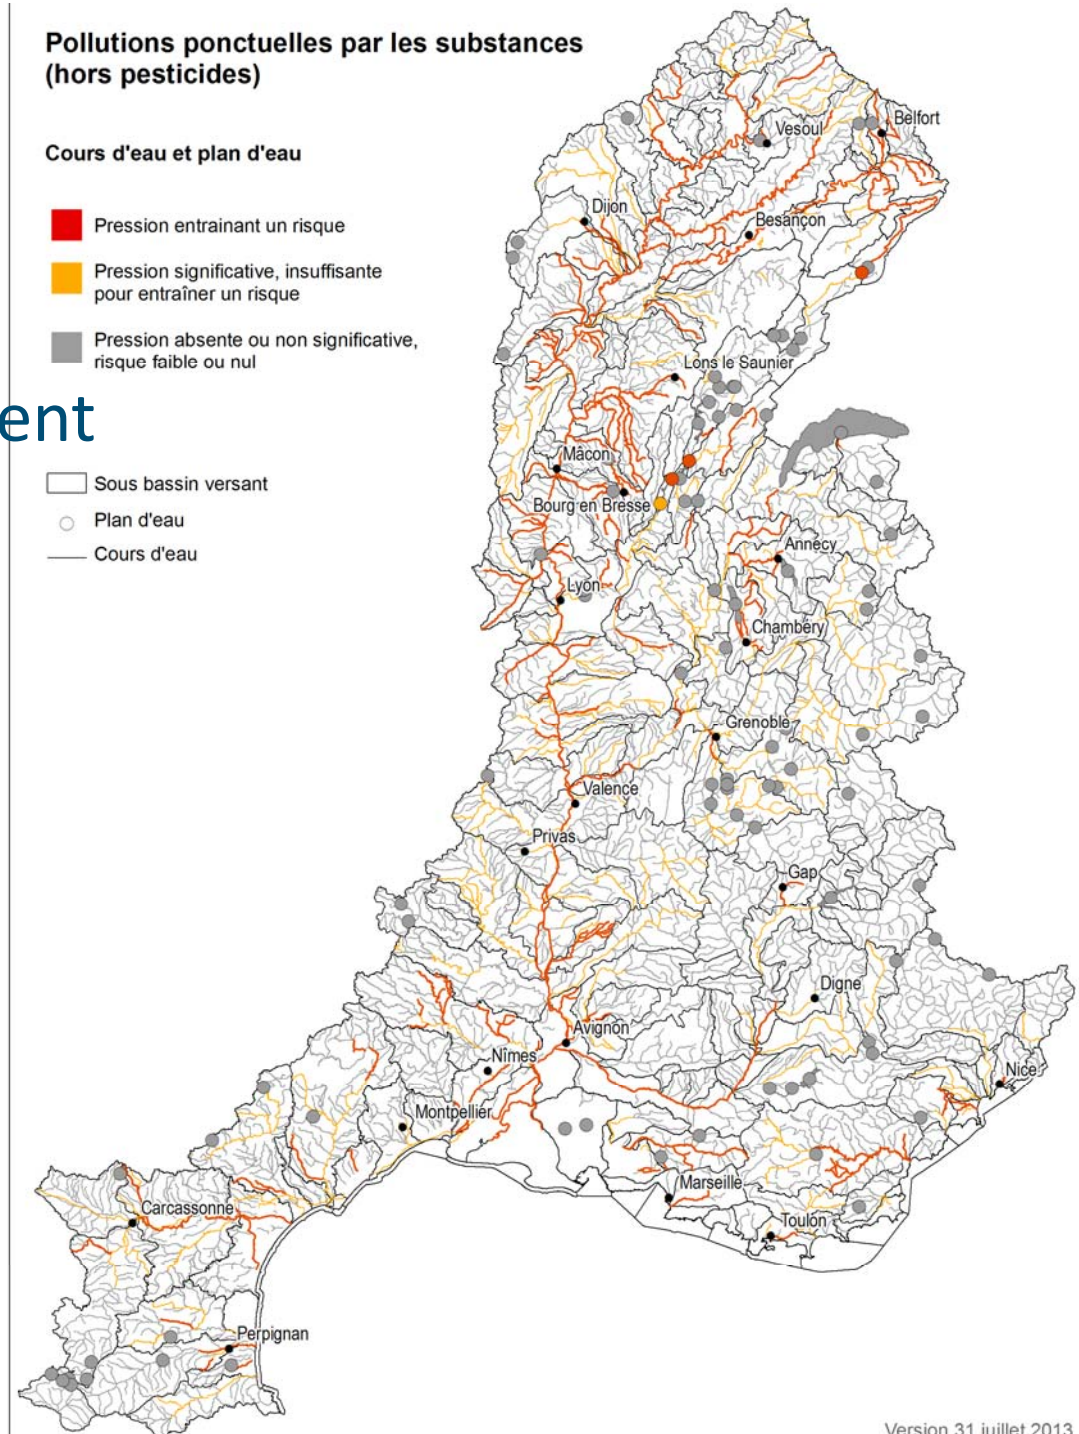 Pollutions ponctuelles par les substances
(hors pesticides)
Cours d'eau et plan d'eau
Pression entrainant un risque
Pression significative, insuffisante
pour entraîner un risque
Pression absente ou non significative,
risque faible ou nul
ent
Sous bassin versant
Plan d'eau
Cours d'eau
Belfort
Vesoul
Dijon
Besançon
Lons le Saunier
Mâcon
Bourg en Bresse
Annecy
Lyon
Chambéry
Grenoble
Valence
Privas
Gap
Digne
Avignon
Nîmes
Nice
Montpellier
Marseille
Carcassonne
Toulon
Perpignan
Version 31 juillet 2013